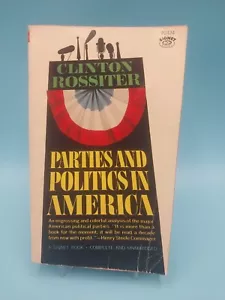 SIGNET
CLINTON
ROSSITER
PARTIES AND
POLITICS IN
AMERICA
An engrossing and colorful analysis of the major
American political parties. "It is more than a
book for the moment; it will be read a decade
from now with profit."—Henry Steele Commager
A SIGNET BOOK • COMPLETE AND UNABRIDGED